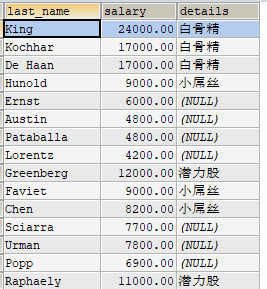 last_name salary details
King 24000.00 白骨精
Kochhar 17000.00 白骨精
De Haan 17000.00 白骨精
Hunold 9000.00 小屌丝
Ernst 6000.00 (NULL)
Austin 4800.00 (NULL)
Pataballa 4800.00 (NULL)
Lorentz 4200.00 (NULL)
Greenberg 12000.00 潜力股
Faviet 9000.00 小屌丝
Chen 8200.00 小屌丝
Sciarra 7700.00 (NULL)
Urman 7800.00 (NULL)
Popp 6900.00 (NULL)
Raphaely 11000.00 潜力股